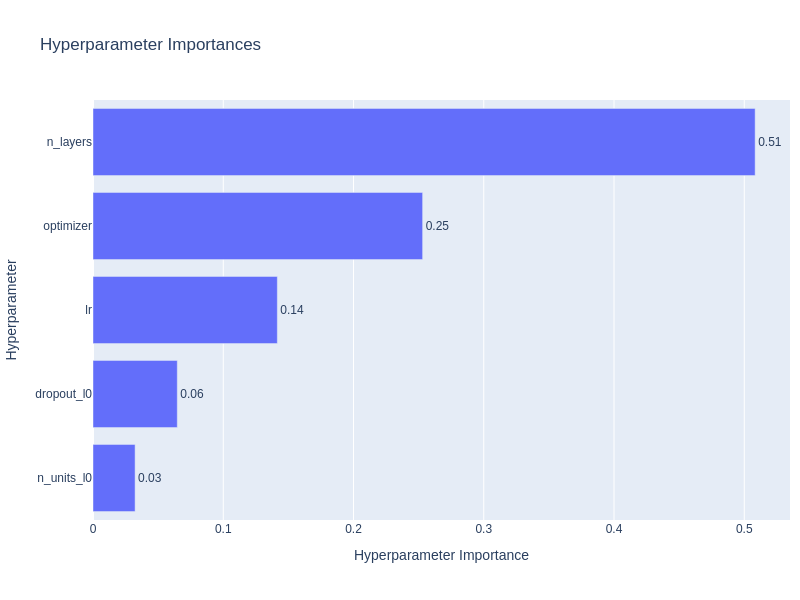 Hyperparameter Importances
n_layers
0.51
optimizer
0.25
lr
0.14
dropout_l0
0.06
n_units_l0
0.03
0
0.1
0.2
0.3
0.4
0.5
Hyperparameter Importance
Hyperparameter